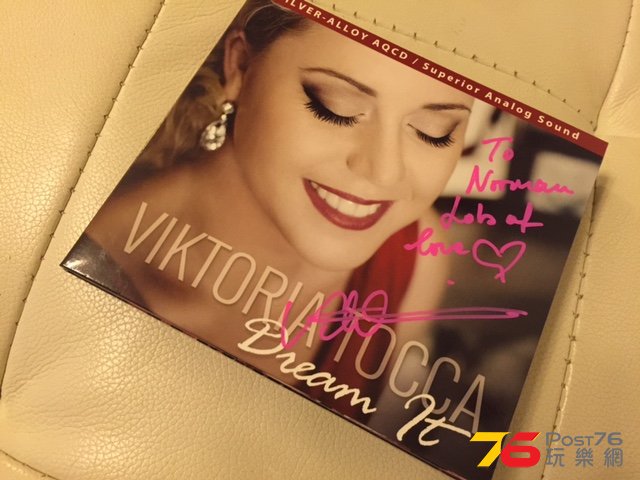 ILVER-ALLOY AQCD / Superior Analog Sound
To
Norman
Lots of
love
VIKTORIA TOCCA
Dream It
76 POST76
玩樂網